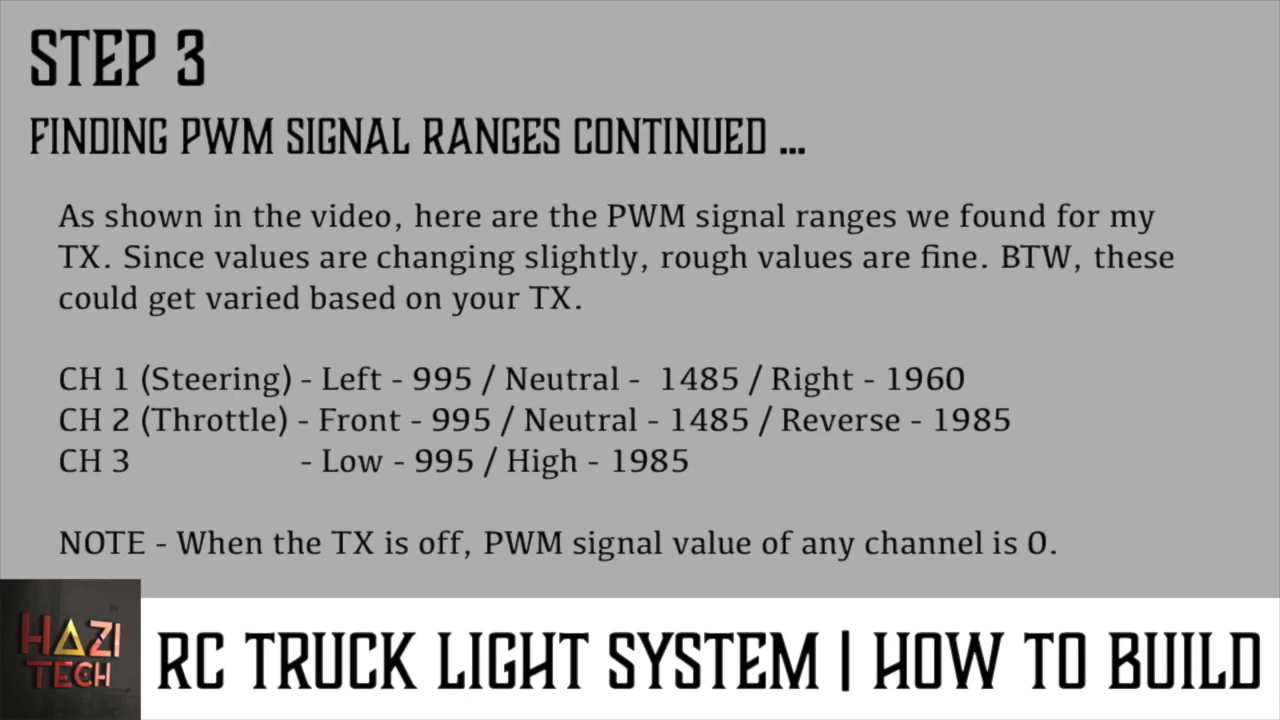 STEP 3
FINDING PWM SIGNAL RANGES CONTINUED ...
As shown in the video, here are the PWM signal ranges we found for my
TX. Since values are changing slightly, rough values are fine. BTW, these
could get varied based on your TX.
CH 1 (Steering) - Left - 995 / Neutral -  1485 / Right - 1960
CH 2 (Throttle) - Front - 995 / Neutral - 1485 / Reverse - 1985
CH 3 - Low - 995 / High - 1985
NOTE - When the TX is off, PWM signal value of any channel is 0.
HAZI
TECH
RC TRUCK LIGHT SYSTEM | HOW TO BUILD